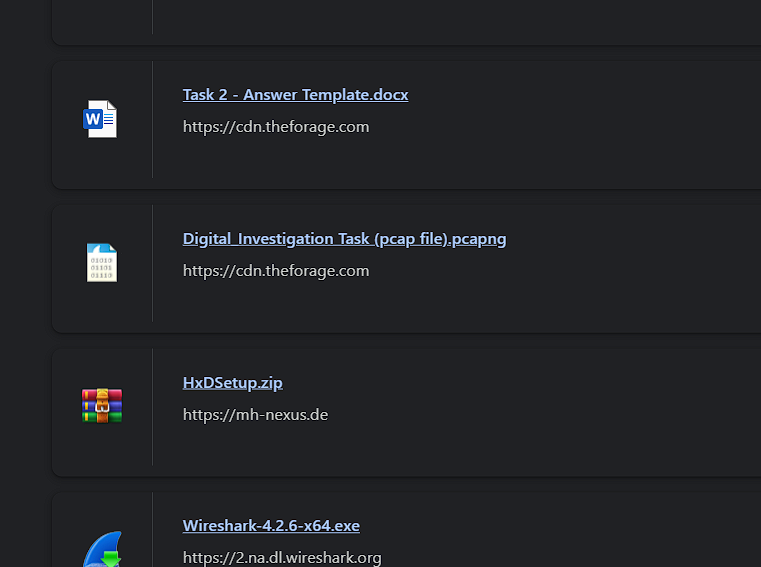 Task 2 - Answer Template.docx
https://cdn.theforage.com
Digital_Investigation Task (pcap file).pcapng
https://cdn.theforage.com
HxDSetup.zip
https://mh-nexus.de
Wireshark-4.2.6-x64.exe
https://2.na.dl.wireshark.org